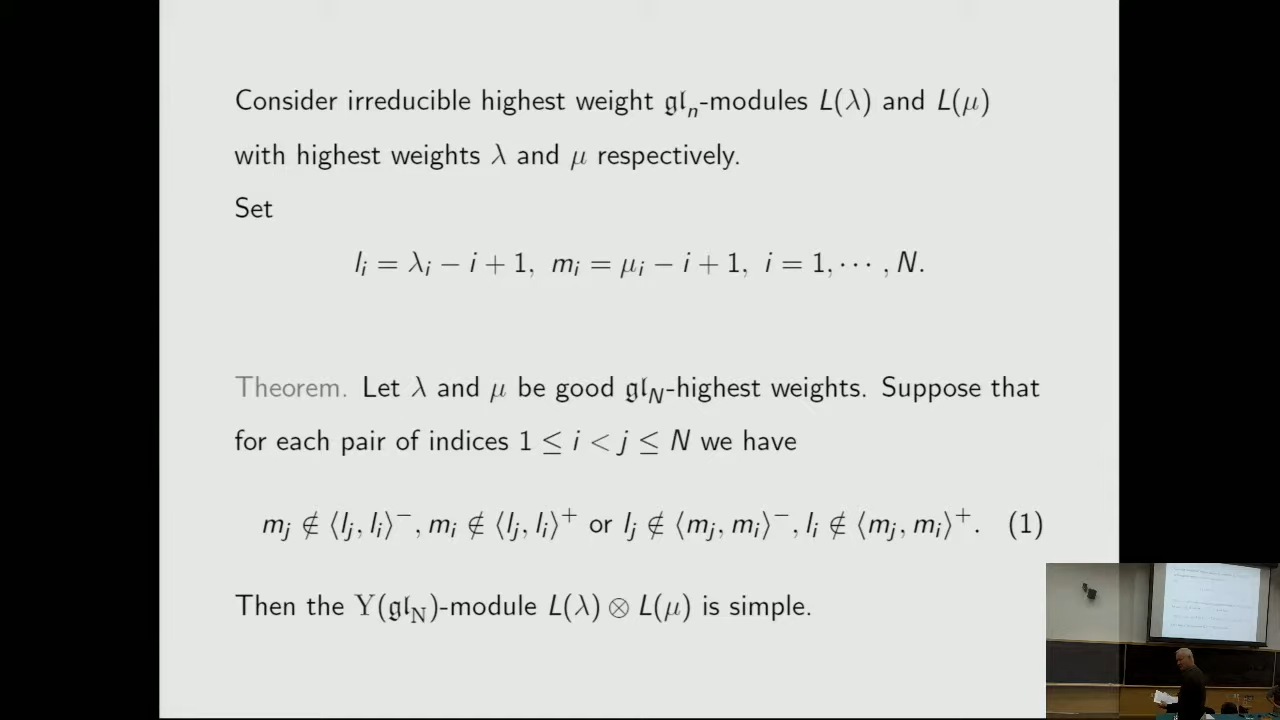 Consider irreducible highest weight 𝔤𝔩ₙ-modules L(λ) and L(μ)
with highest weights λ and μ respectively.
Set
l_i = λ_i − i + 1, m_i = μ_i − i + 1, i = 1, ⋯ , N.
Theorem. Let λ and μ be good 𝔤𝔩_N-highest weights. Suppose that
for each pair of indices 1 ≤ i < j ≤ N we have
m_j ∉ ⟨l_j, l_i⟩⁻, m_i ∉ ⟨l_j, l_i⟩⁺ or l_j ∉ ⟨m_j, m_i⟩⁻, l_i ∉ ⟨m_j, m_i⟩⁺. (1)
Then the Y(𝔤𝔩_N)-module L(λ) ⊗ L(μ) is simple.